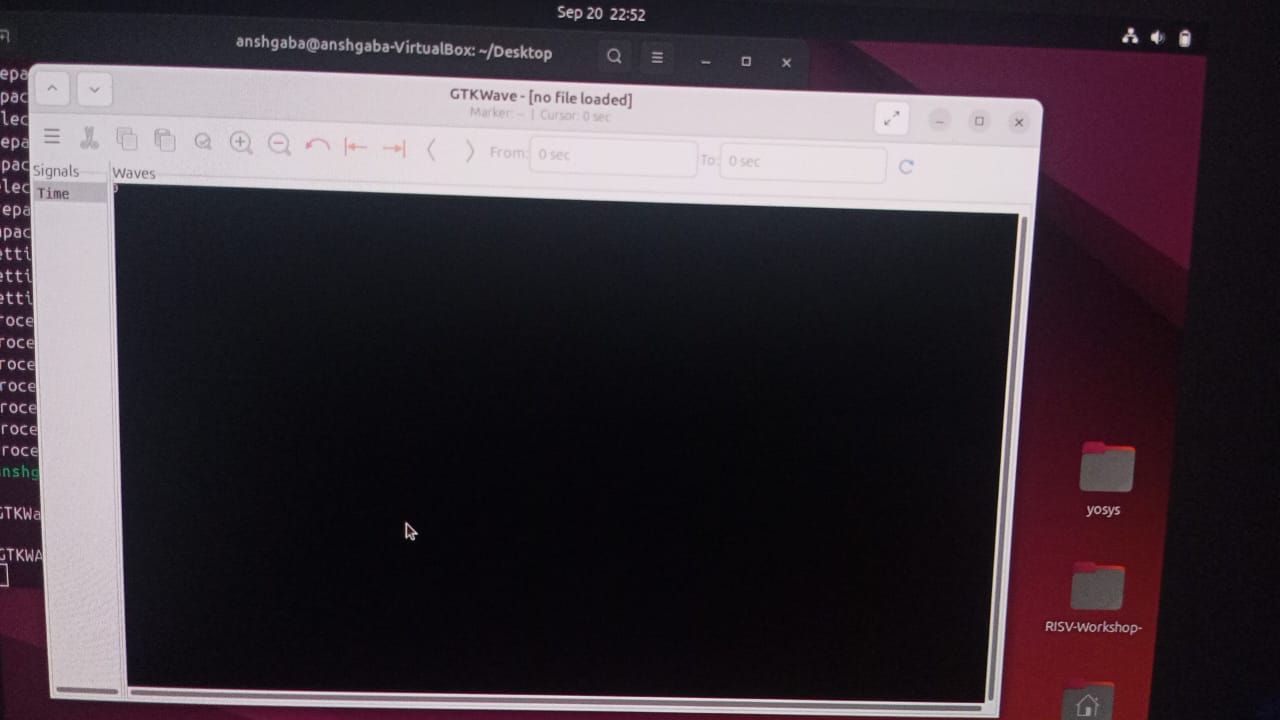 Sep 20 22:52
anshgaba@anshgaba-VirtualBox: ~/Desktop
GTKWave - [no file loaded]
Marker: -- | Cursor: 0 sec
From: 0 sec To: 0 sec
Signals
Waves
Time
0
epa
pac
lec
epa
pac
lec
epa
pac
etti
etti
etti
roce
roce
roce
roce
roce
roce
roce
nshg
GTKWa
GTKWA
yosys
RISV-Workshop-